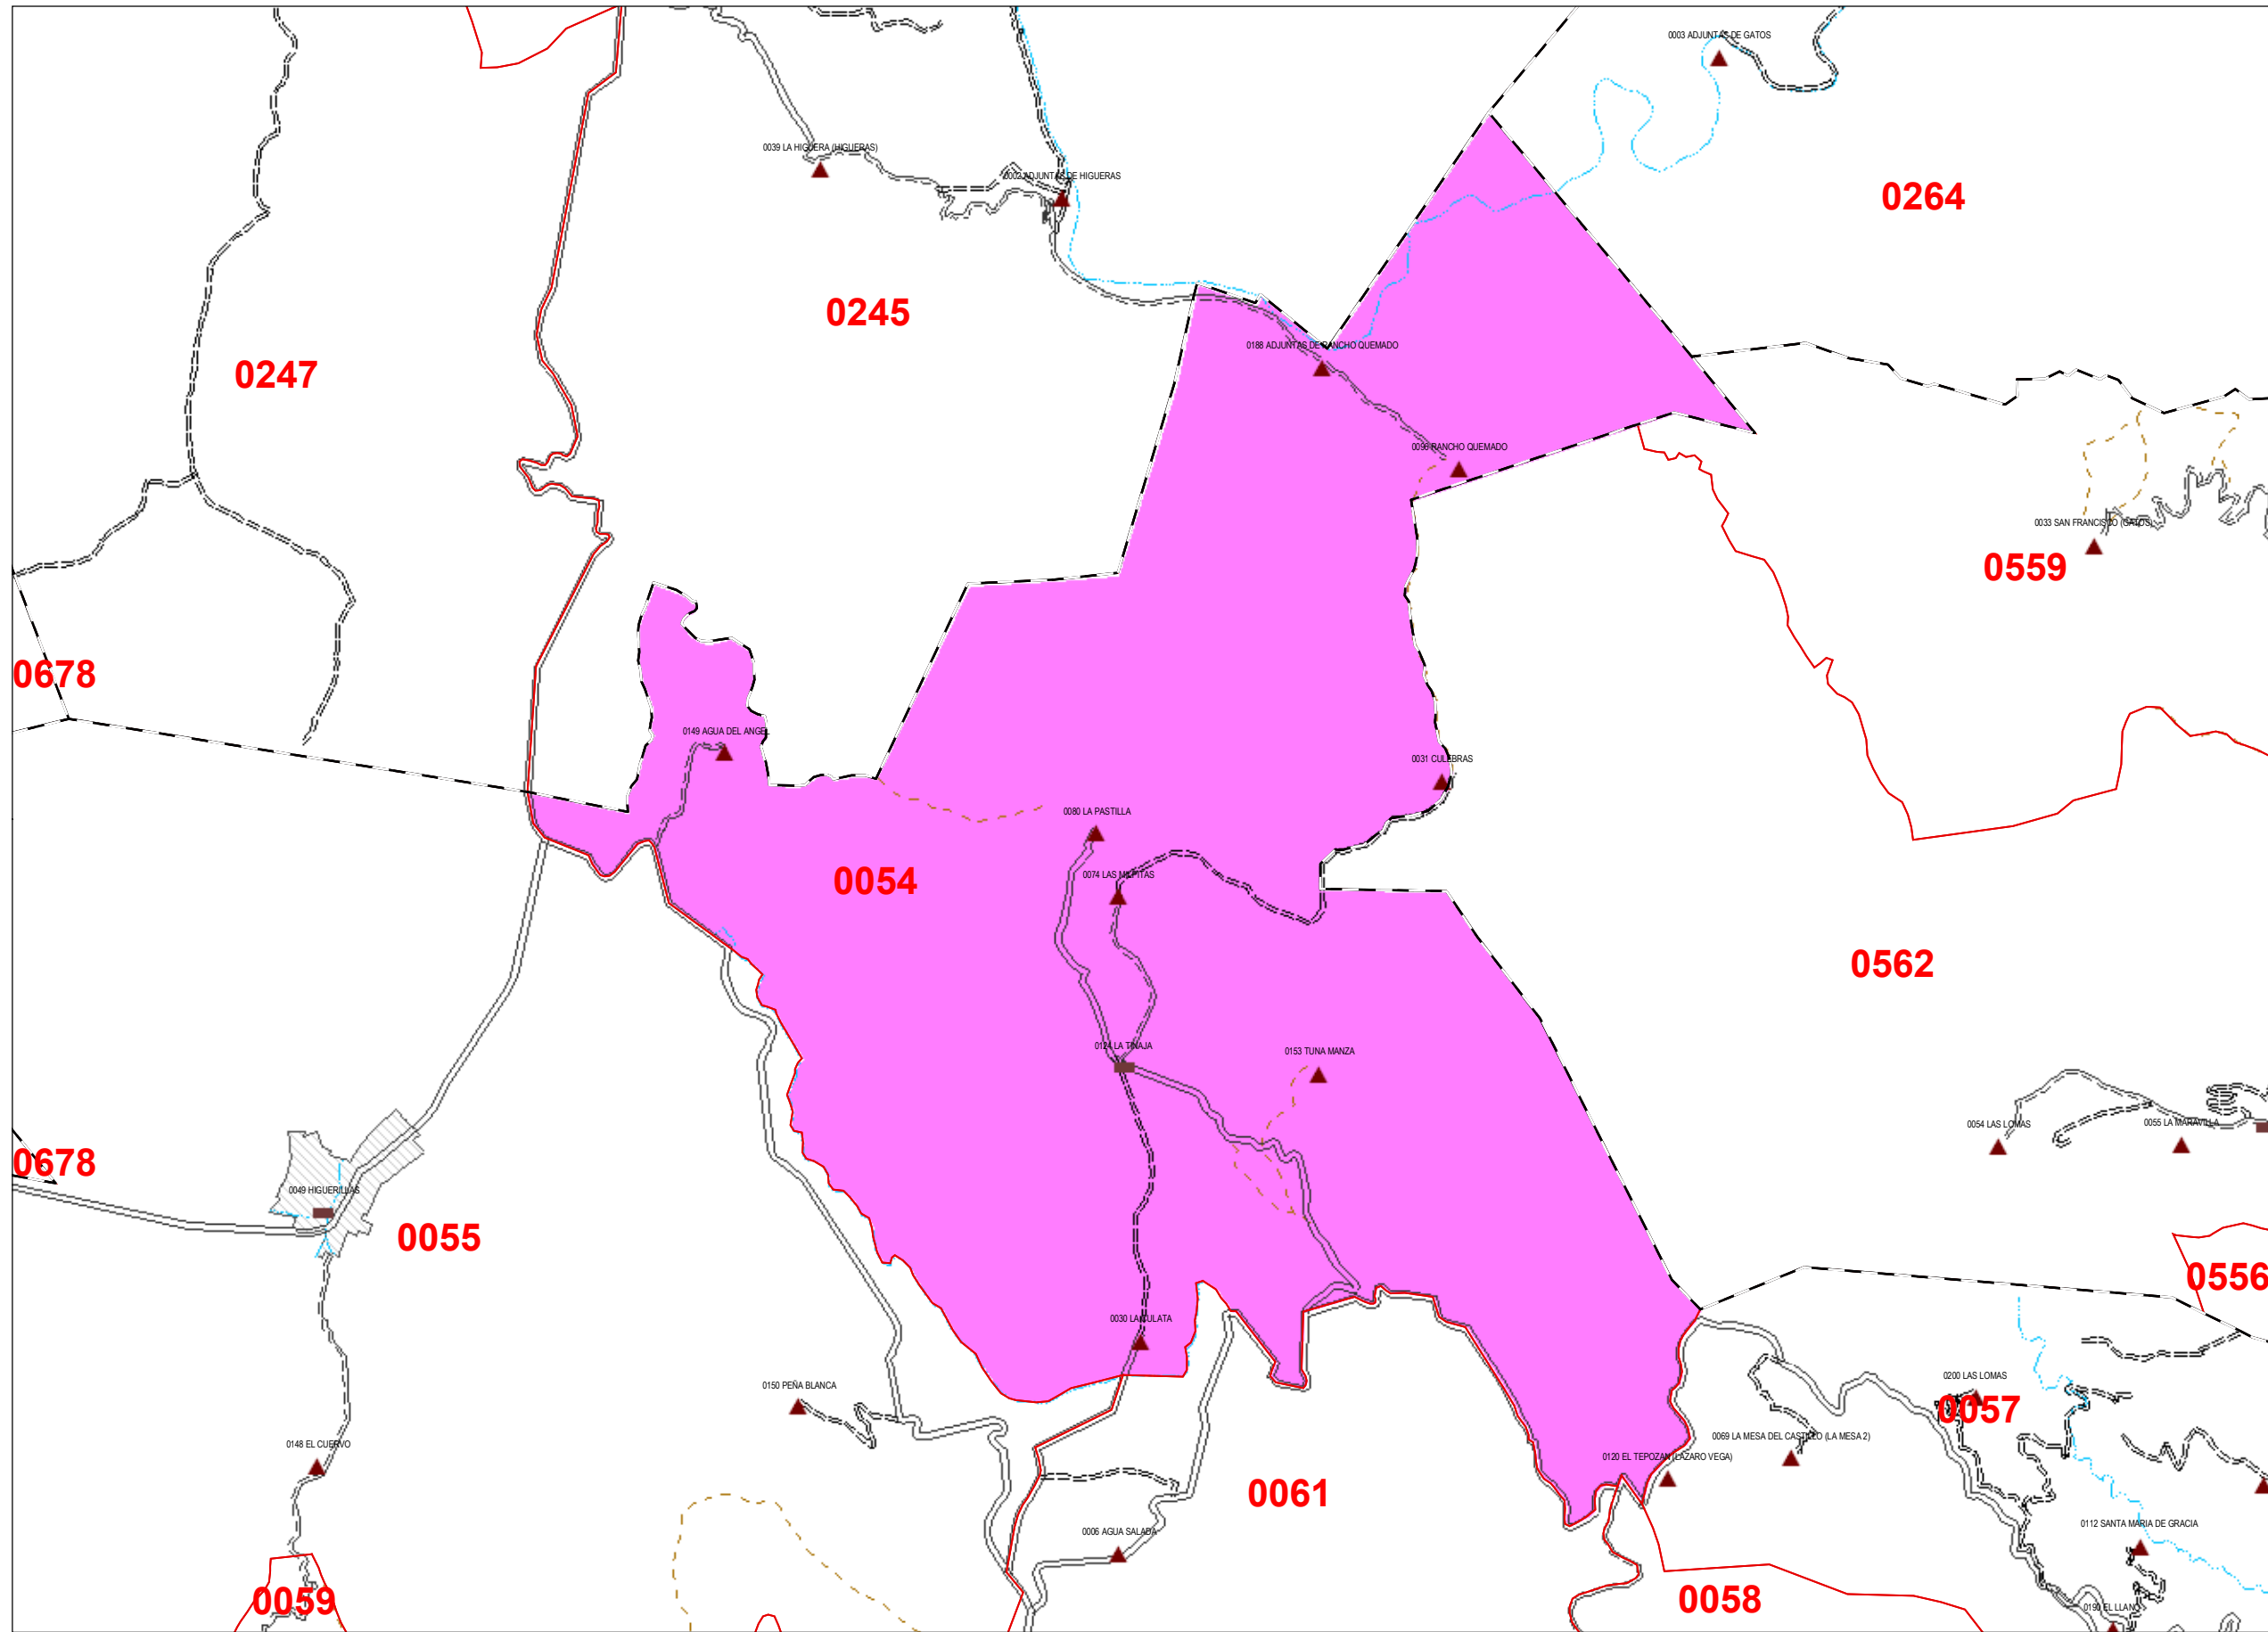 0003 ADJUNTAS DE GATOS
0039 LA HIGUERA (HIGUERAS)
0002 ADJUNTAS DE HIGUERAS
0264
0245
0188 ADJUNTAS DE RANCHO QUEMADO
0247
0096 RANCHO QUEMADO
0033 SAN FRANCISCO (GATOS)
0559
0678
0149 AGUA DEL ANGEL
0031 CULEBRAS
0080 LA PASTILLA
0054
0074 LAS MILPITAS
0562
0124 LA TINAJA
0153 TUNA MANZA
0054 LAS LOMAS
0055 LA MARAVILLA
0678
0049 HIGUERILLAS
0055
0556
0030 LA CULATA
0150 PEÑA BLANCA
0200 LAS LOMAS
0057
0069 LA MESA DEL CASTILLO (LA MESA 2)
0148 EL CUERVO
0120 EL TEPOZAN (LAZARO VEGA)
0061
0112 SANTA MARIA DE GRACIA
0006 AGUA SALADA
0059
0058
0190 EL LLANO